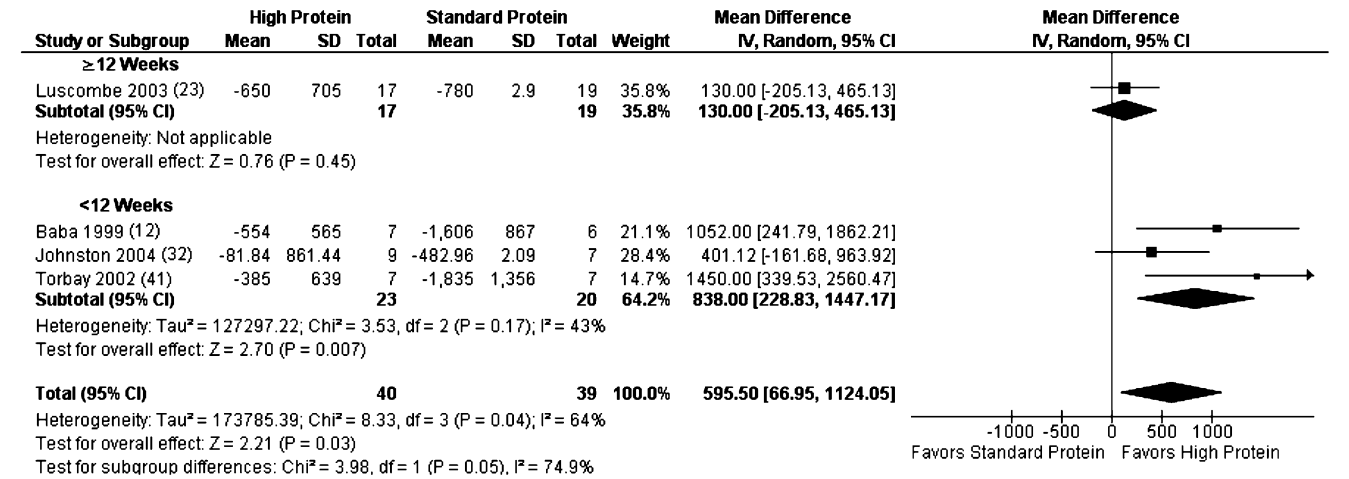 High Protein Standard Protein Mean Difference Mean Difference
Study or Subgroup Mean SD Total Mean SD Total Weight IV, Random, 95% CI IV, Random, 95% CI
≥12 Weeks
Luscombe 2003 (23) -650 705 17 -780 2.9 19 35.8% 130.00 [-205.13, 465.13]
Subtotal (95% CI) 17 19 35.8% 130.00 [-205.13, 465.13]
Heterogeneity: Not applicable
Test for overall effect: Z = 0.76 (P = 0.45)
<12 Weeks
Baba 1999 (12) -554 565 7 -1,606 867 6 21.1% 1052.00 [241.79, 1862.21]
Johnston 2004 (32) -81.84 861.44 9 -482.96 2.09 7 28.4% 401.12 [-161.68, 963.92]
Torbay 2002 (41) -385 639 7 -1,835 1,356 7 14.7% 1450.00 [339.53, 2560.47]
Subtotal (95% CI) 23 20 64.2% 838.00 [228.83, 1447.17]
Heterogeneity: Tau² = 127297.22; Chi² = 3.53, df = 2 (P = 0.17); I² = 43%
Test for overall effect: Z = 2.70 (P = 0.007)
Total (95% CI) 40 39 100.0% 595.50 [66.95, 1124.05]
Heterogeneity: Tau² = 173785.39; Chi² = 8.33, df = 3 (P = 0.04); I² = 64%
Test for overall effect: Z = 2.21 (P = 0.03)
Test for subgroup differences: Chi² = 3.98, df = 1 (P = 0.05), I² = 74.9%
-1000 -500 0 500 1000
Favors Standard Protein Favors High Protein